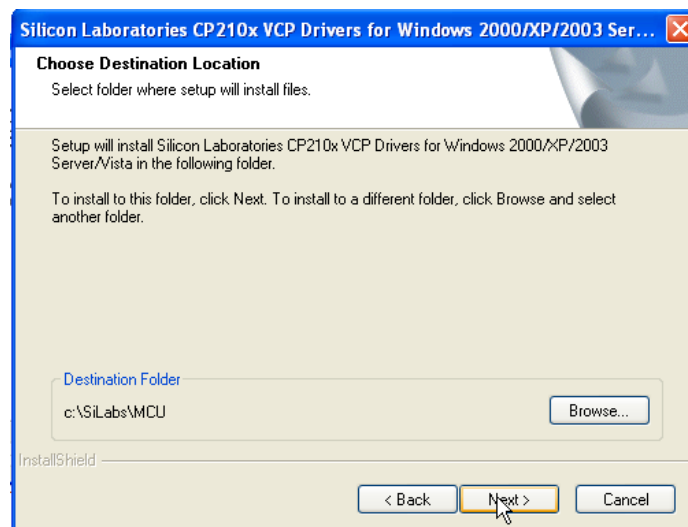 Silicon Laboratories CP210x VCP Drivers for Windows 2000/XP/2003 Ser...
Choose Destination Location
Select folder where setup will install files.
Setup will install Silicon Laboratories CP210x VCP Drivers for Windows 2000/XP/2003
Server/Vista in the following folder.
To install to this folder, click Next. To install to a different folder, click Browse and select
another folder.
Destination Folder
c:\SiLabs\MCU
Browse...
InstallShield
< Back
Next >
Cancel